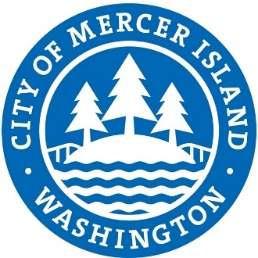 · CITY OF MERCER ISLAND ·
WASHINGTON